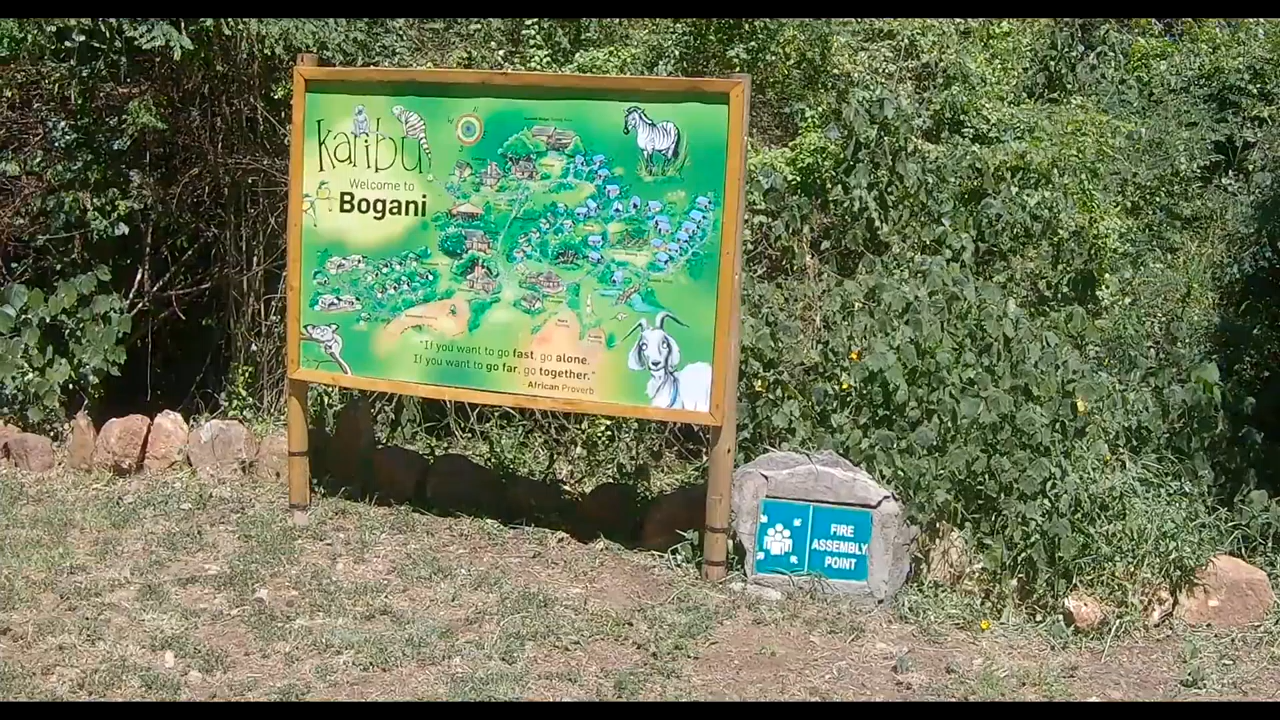 karibu
Welcome to
Bogani
"If you want to go fast, go alone.
If you want to go far, go together."
- African Proverb
FIRE
ASSEMBLY
POINT